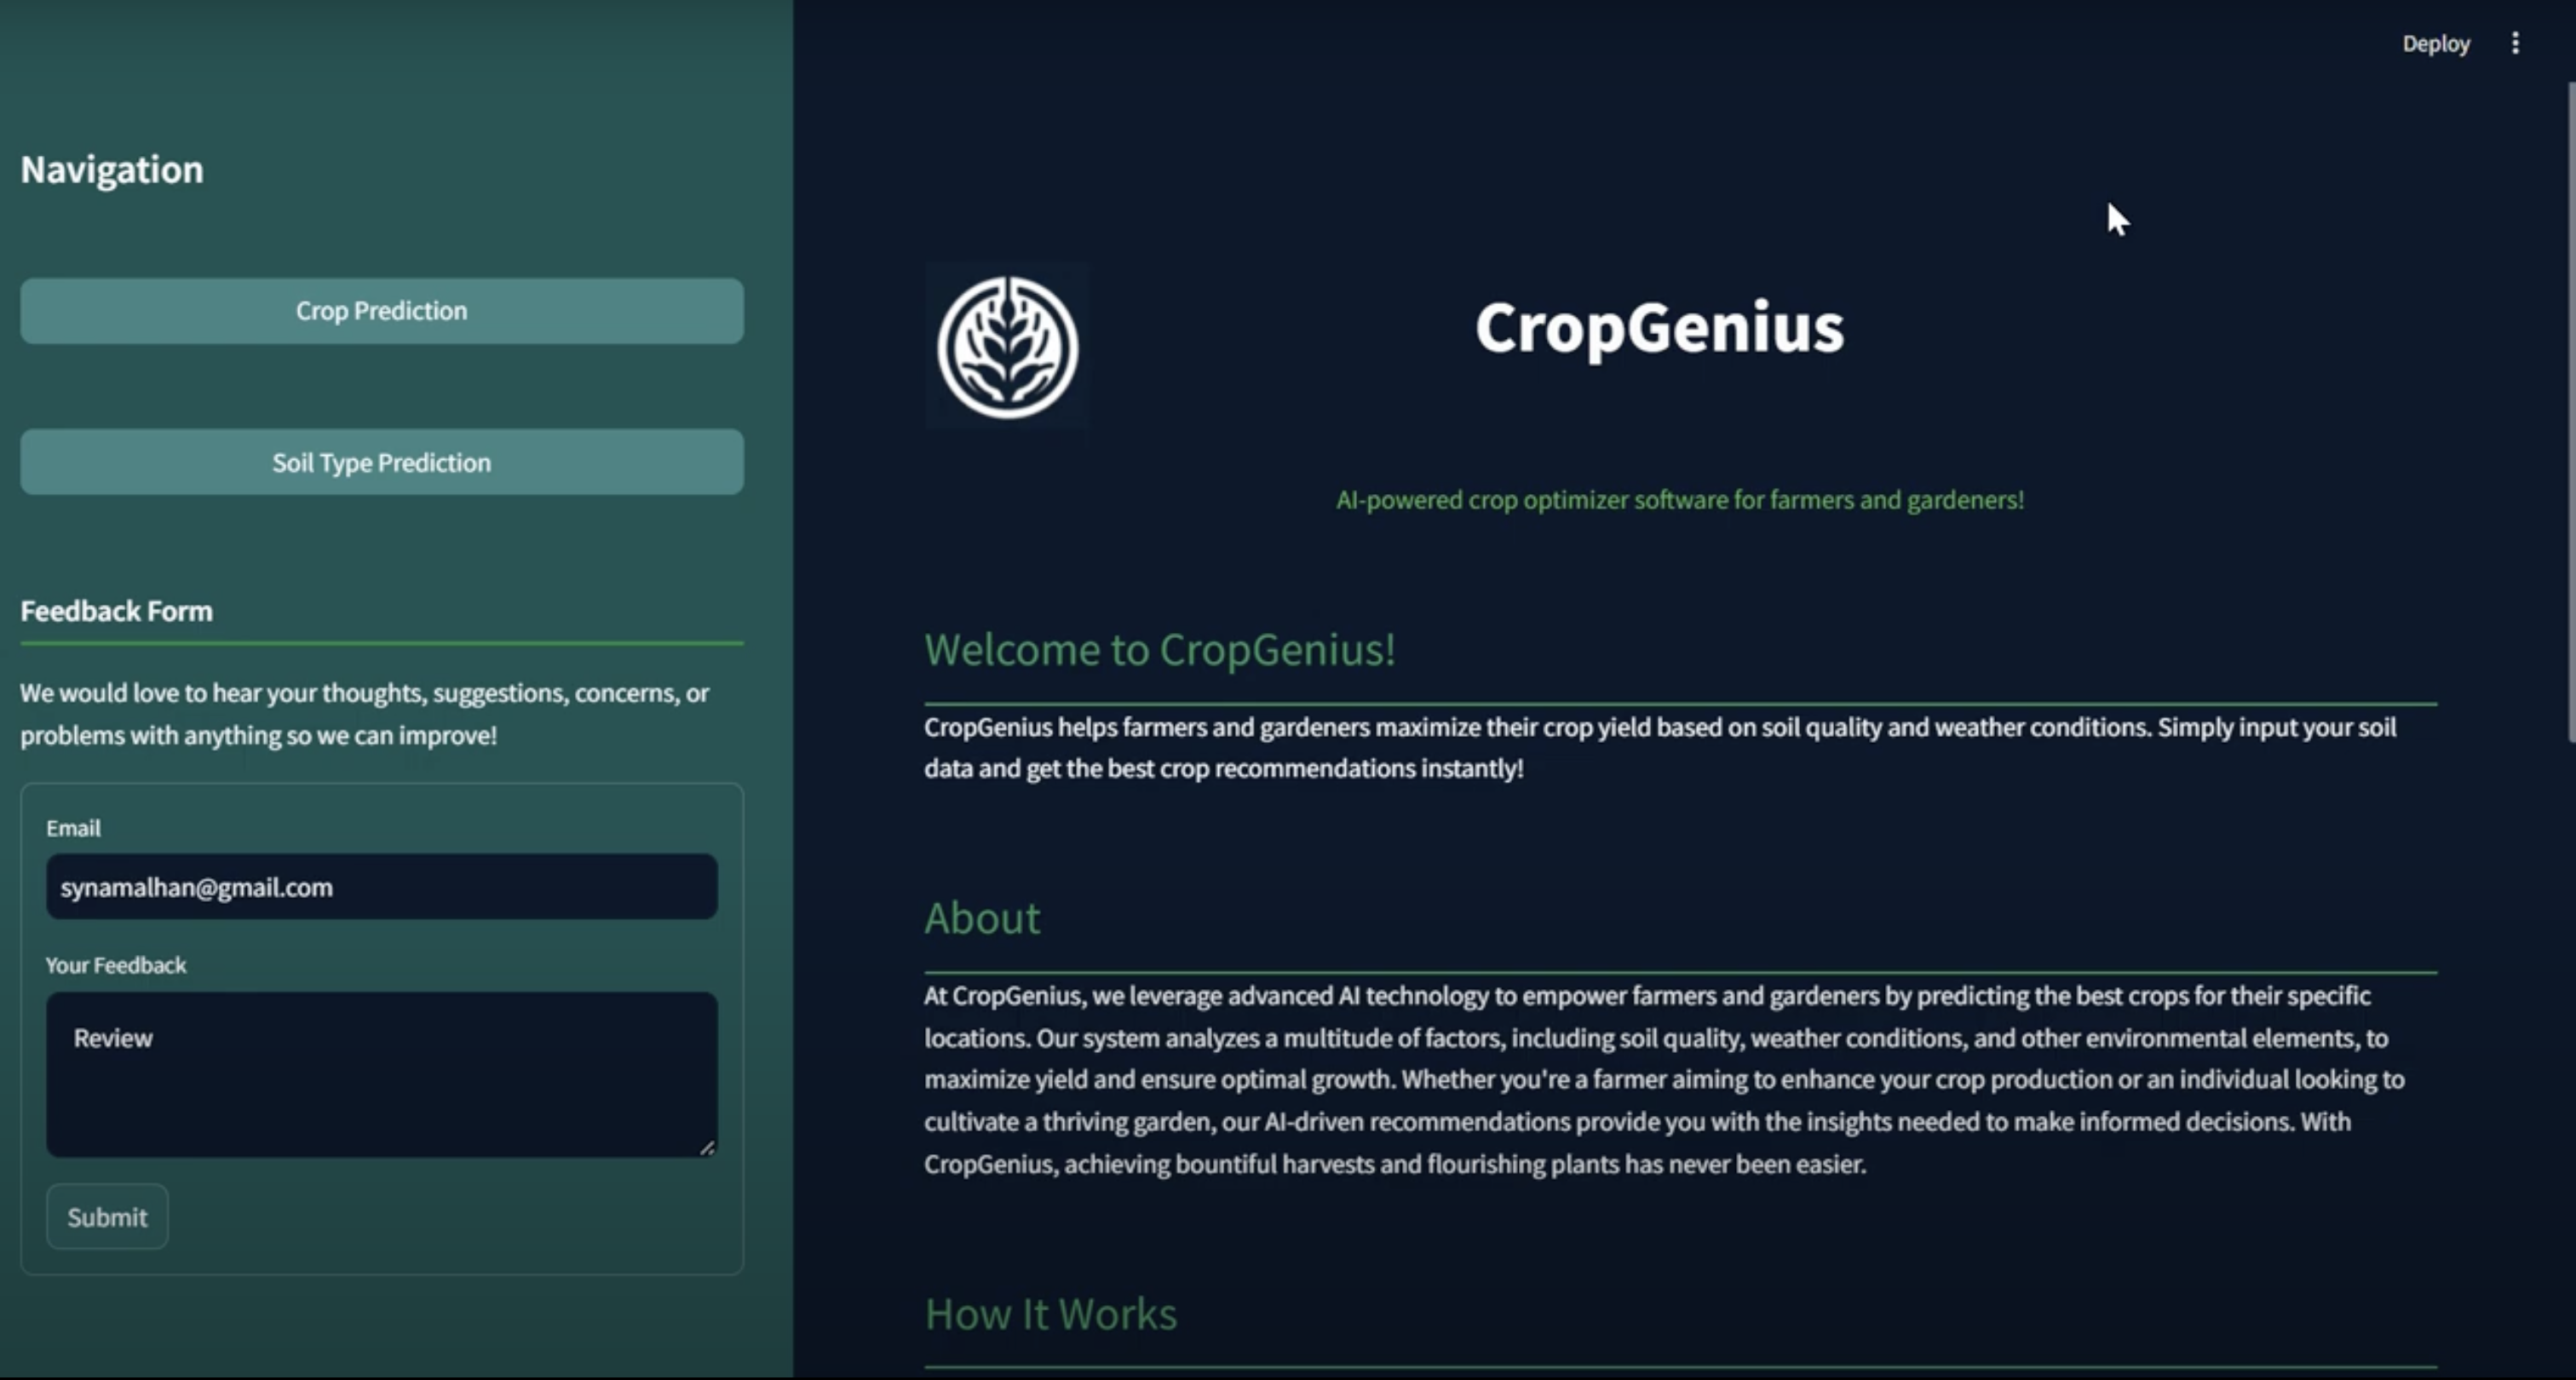 Deploy
Navigation
Crop Prediction
Soil Type Prediction
Feedback Form
We would love to hear your thoughts, suggestions, concerns, or
problems with anything so we can improve!
Email
synamalhan@gmail.com
Your Feedback
Review
Submit
CropGenius
AI-powered crop optimizer software for farmers and gardeners!
Welcome to CropGenius!
CropGenius helps farmers and gardeners maximize their crop yield based on soil quality and weather conditions. Simply input your soil
data and get the best crop recommendations instantly!
About
At CropGenius, we leverage advanced AI technology to empower farmers and gardeners by predicting the best crops for their specific
locations. Our system analyzes a multitude of factors, including soil quality, weather conditions, and other environmental elements, to
maximize yield and ensure optimal growth. Whether you're a farmer aiming to enhance your crop production or an individual looking to
cultivate a thriving garden, our AI-driven recommendations provide you with the insights needed to make informed decisions. With
CropGenius, achieving bountiful harvests and flourishing plants has never been easier.
How It Works